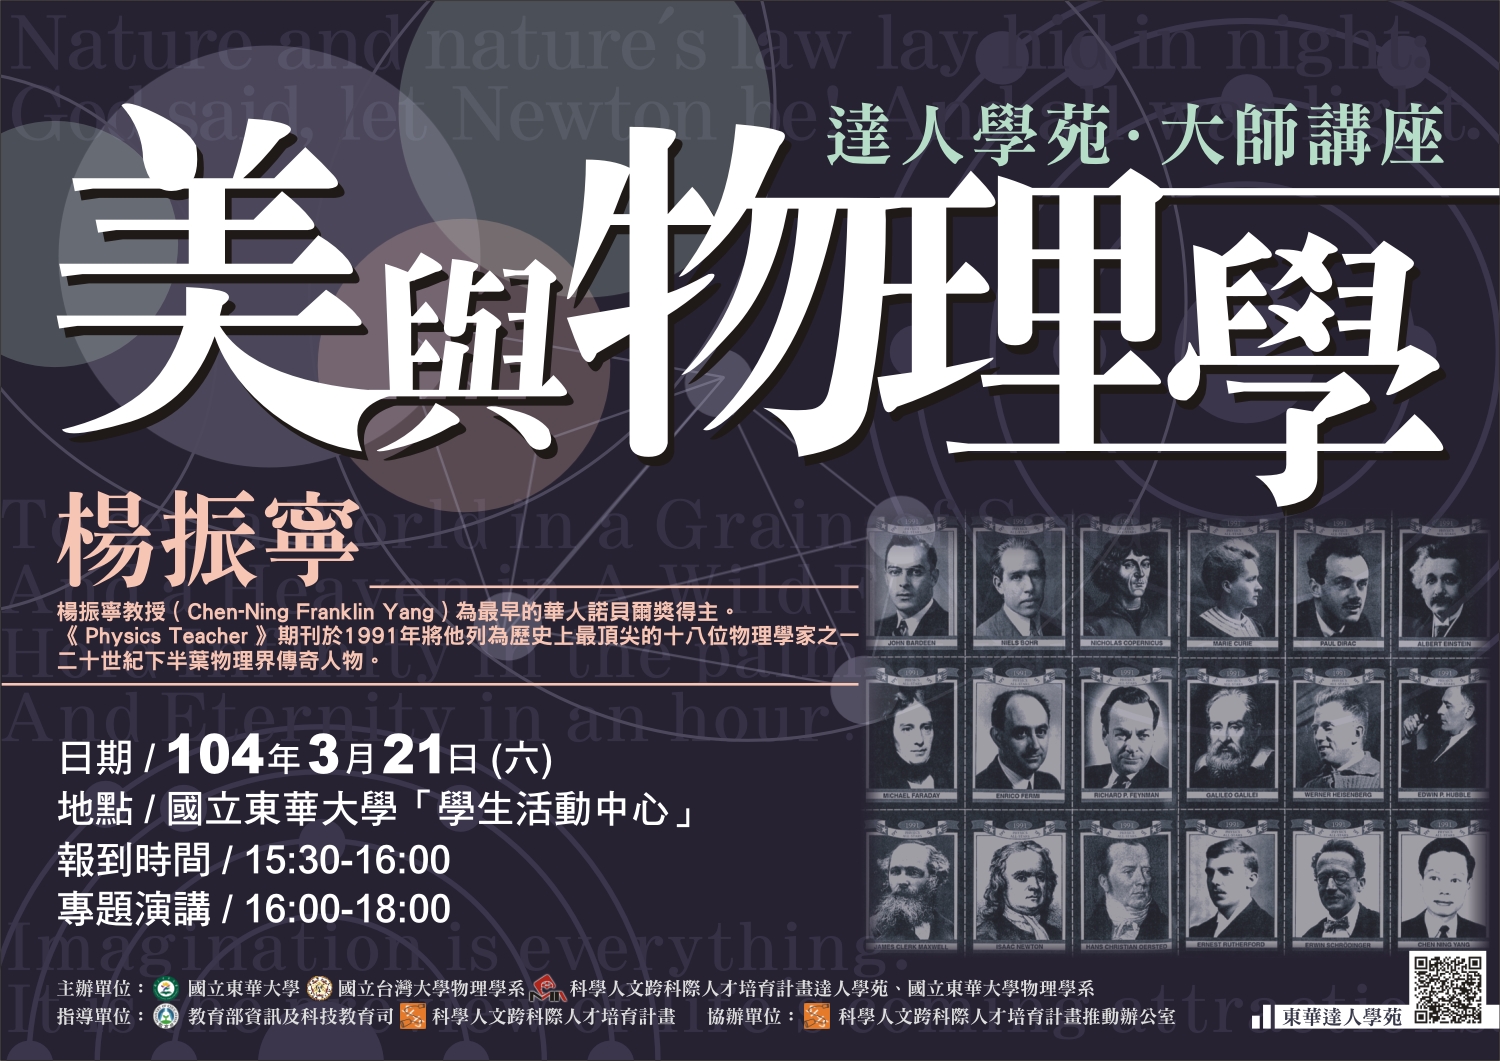 Nature and nature´s law lay hid in night:
God said, let Newton be! And all was light.
達人學苑・大師講座
美與物理學
楊振寧
楊振寧教授（Chen-Ning Franklin Yang）為最早的華人諾貝爾獎得主。
《 Physics Teacher 》期刊於1991年將他列為歷史上最頂尖的十八位物理學家之一
二十世紀下半葉物理界傳奇人物。
And Eternity in an hour.
日期 / 104年3月21日 (六)
地點 / 國立東華大學「學生活動中心」
報到時間 / 15:30-16:00
專題演講 / 16:00-18:00
JOHN BARDEEN NIELS BOHR NICHOLAS COPERNICUS MARIE CURIE PAUL DIRAC ALBERT EINSTEIN
MICHAEL FARADAY ENRICO FERMI RICHARD P. FEYNMAN GALILEO GALILEI WERNER HEISENBERG EDWIN P. HUBBLE
JAMES CLERK MAXWELL ISAAC NEWTON HANS CHRISTIAN OERSTED ERNEST RUTHERFORD ERWIN SCHRÖDINGER CHEN NING YANG
Imagination is everything.
主辦單位： 國立東華大學 國立台灣大學物理學系 科學人文跨科際人才培育計畫達人學苑、國立東華大學物理學系
指導單位： 教育部資訊及科技教育司 科學人文跨科際人才培育計畫 協辦單位： 科學人文跨科際人才培育計畫推動辦公室
東華達人學苑